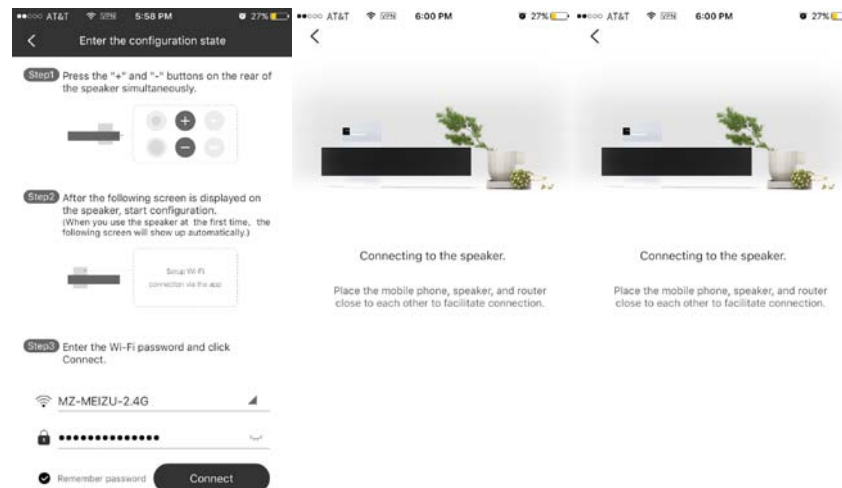 AT&T VPN 5:58 PM 27%
Enter the configuration state
Step1 Press the "+" and "-" buttons on the rear of
the speaker simultaneously.
Step2 After the following screen is displayed on
the speaker, start configuration.
(When you use the speaker at the first time, the
following screen will show up automatically.)
Setup Wi-Fi
connection via the app
Step3 Enter the Wi-Fi password and click
Connect.
MZ-MEIZU-2.4G
Remember password Connect
AT&T VPN 6:00 PM 27%
Connecting to the speaker.
Place the mobile phone, speaker, and router
close to each other to facilitate connection.
AT&T VPN 6:00 PM 27%
Connecting to the speaker.
Place the mobile phone, speaker, and router
close to each other to facilitate connection.